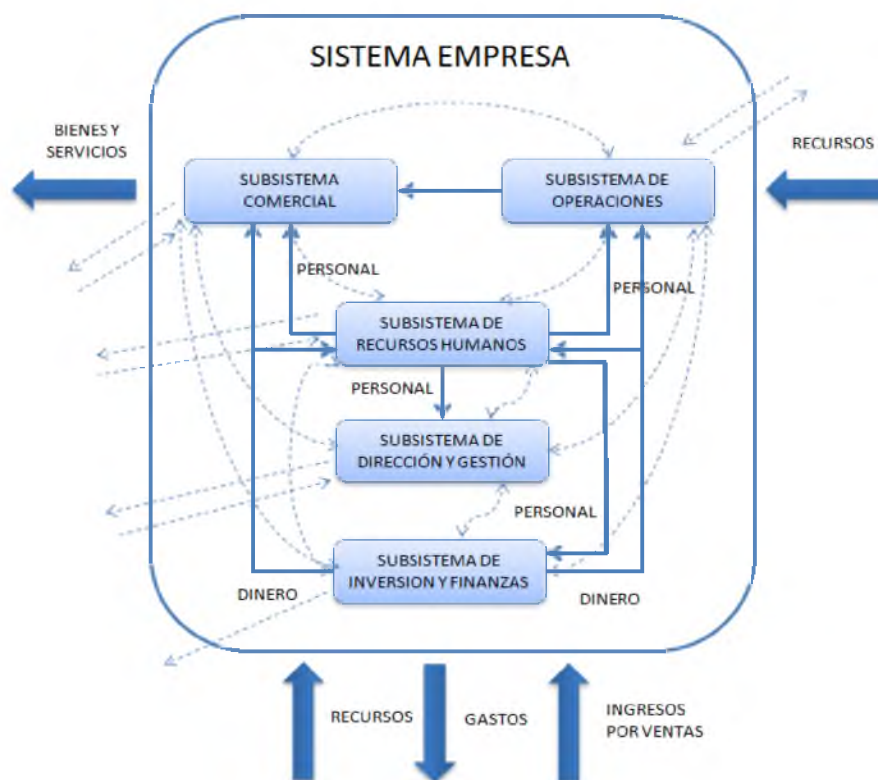 SISTEMA EMPRESA
BIENES Y
SERVICIOS
RECURSOS
SUBSISTEMA
COMERCIAL
SUBSISTEMA DE
OPERACIONES
PERSONAL
PERSONAL
SUBSISTEMA DE
RECURSOS HUMANOS
PERSONAL
SUBSISTEMA DE
DIRECCIÓN Y GESTIÓN
PERSONAL
SUBSISTEMA DE
INVERSION Y FINANZAS
DINERO
DINERO
RECURSOS
GASTOS
INGRESOS
POR VENTAS